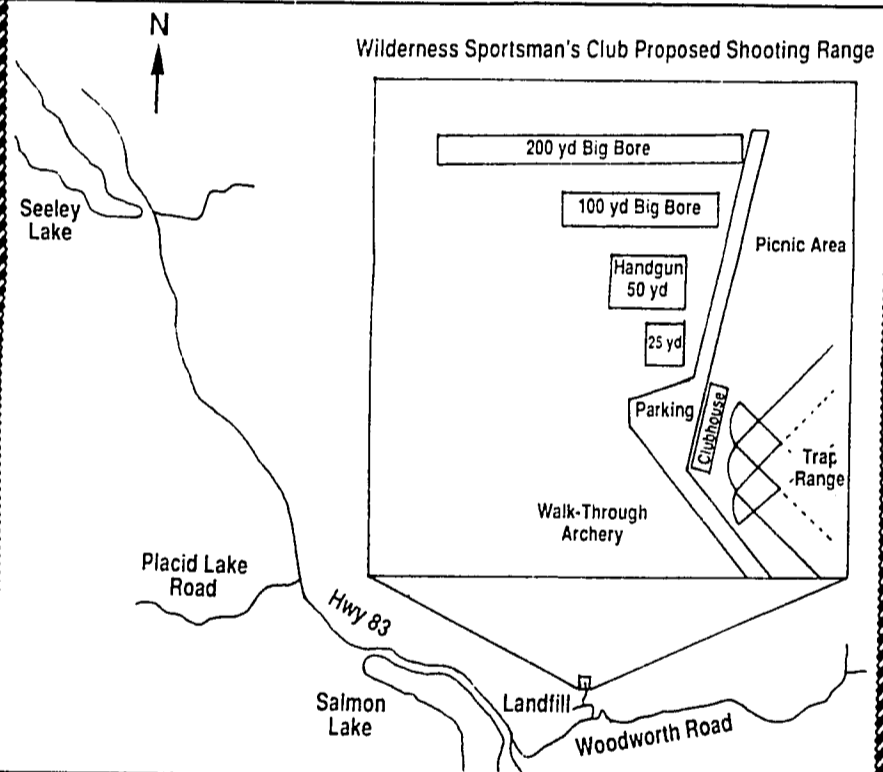 N
Wilderness Sportsman's Club Proposed Shooting Range
200 yd Big Bore
100 yd Big Bore
Seeley
Lake
Picnic Area
Handgun
50 yd
25 yd
Parking
Clubhouse
Trap
Range
Walk-Through
Archery
Placid Lake
Road
Hwy 83
Salmon
Lake
Landfill
Woodworth Road